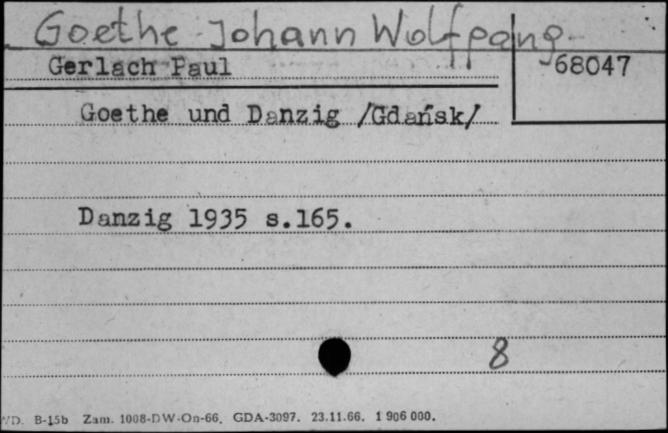 Goethe Johann Wolfgang
Gerlach Paul
68047
Goethe und Danzig /Gdańsk/
Danzig 1935 s.165.
8
B-15b Zam. 1008-DW-On-66. GDA-3097. 23.11.66. 1 906 000.